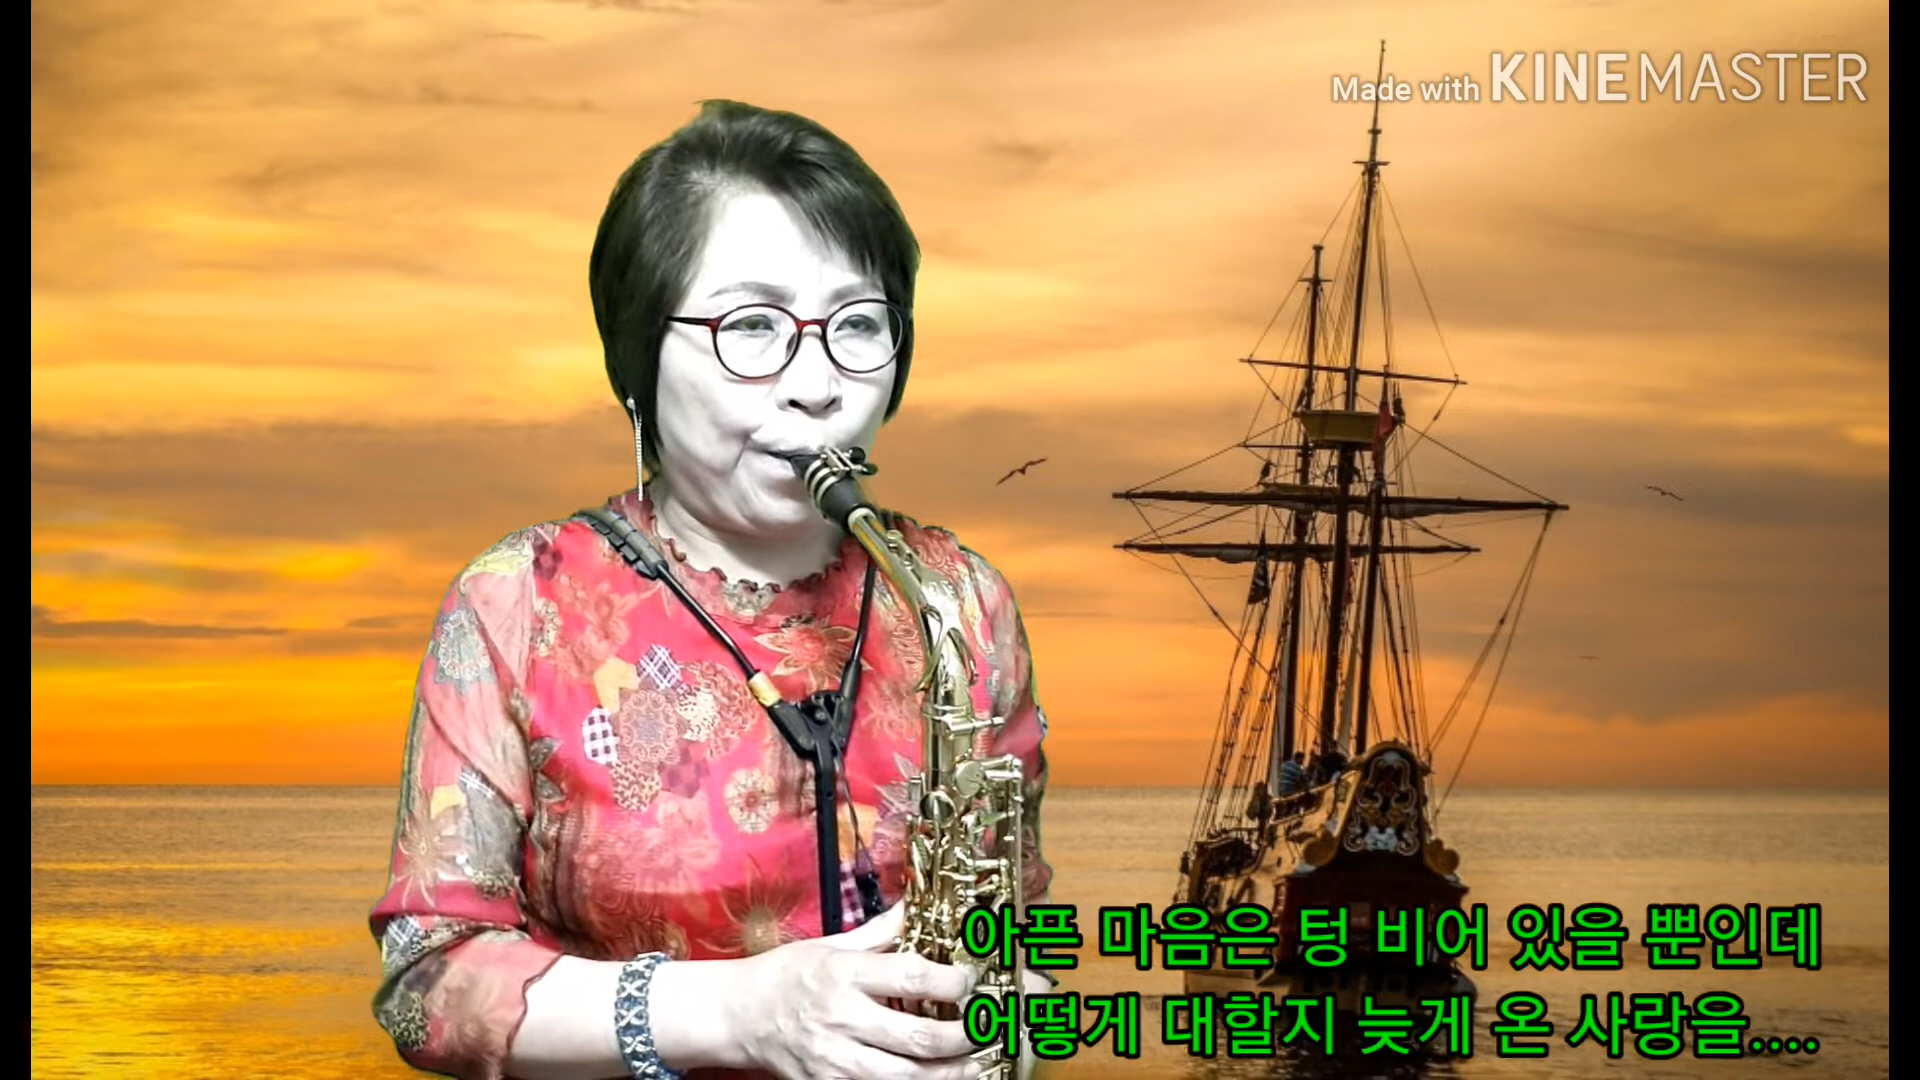 Made with KINEMASTER
아픈 마음은 텅 비어 있을 뿐인데
어떻게 대할지 늦게 온 사랑을....